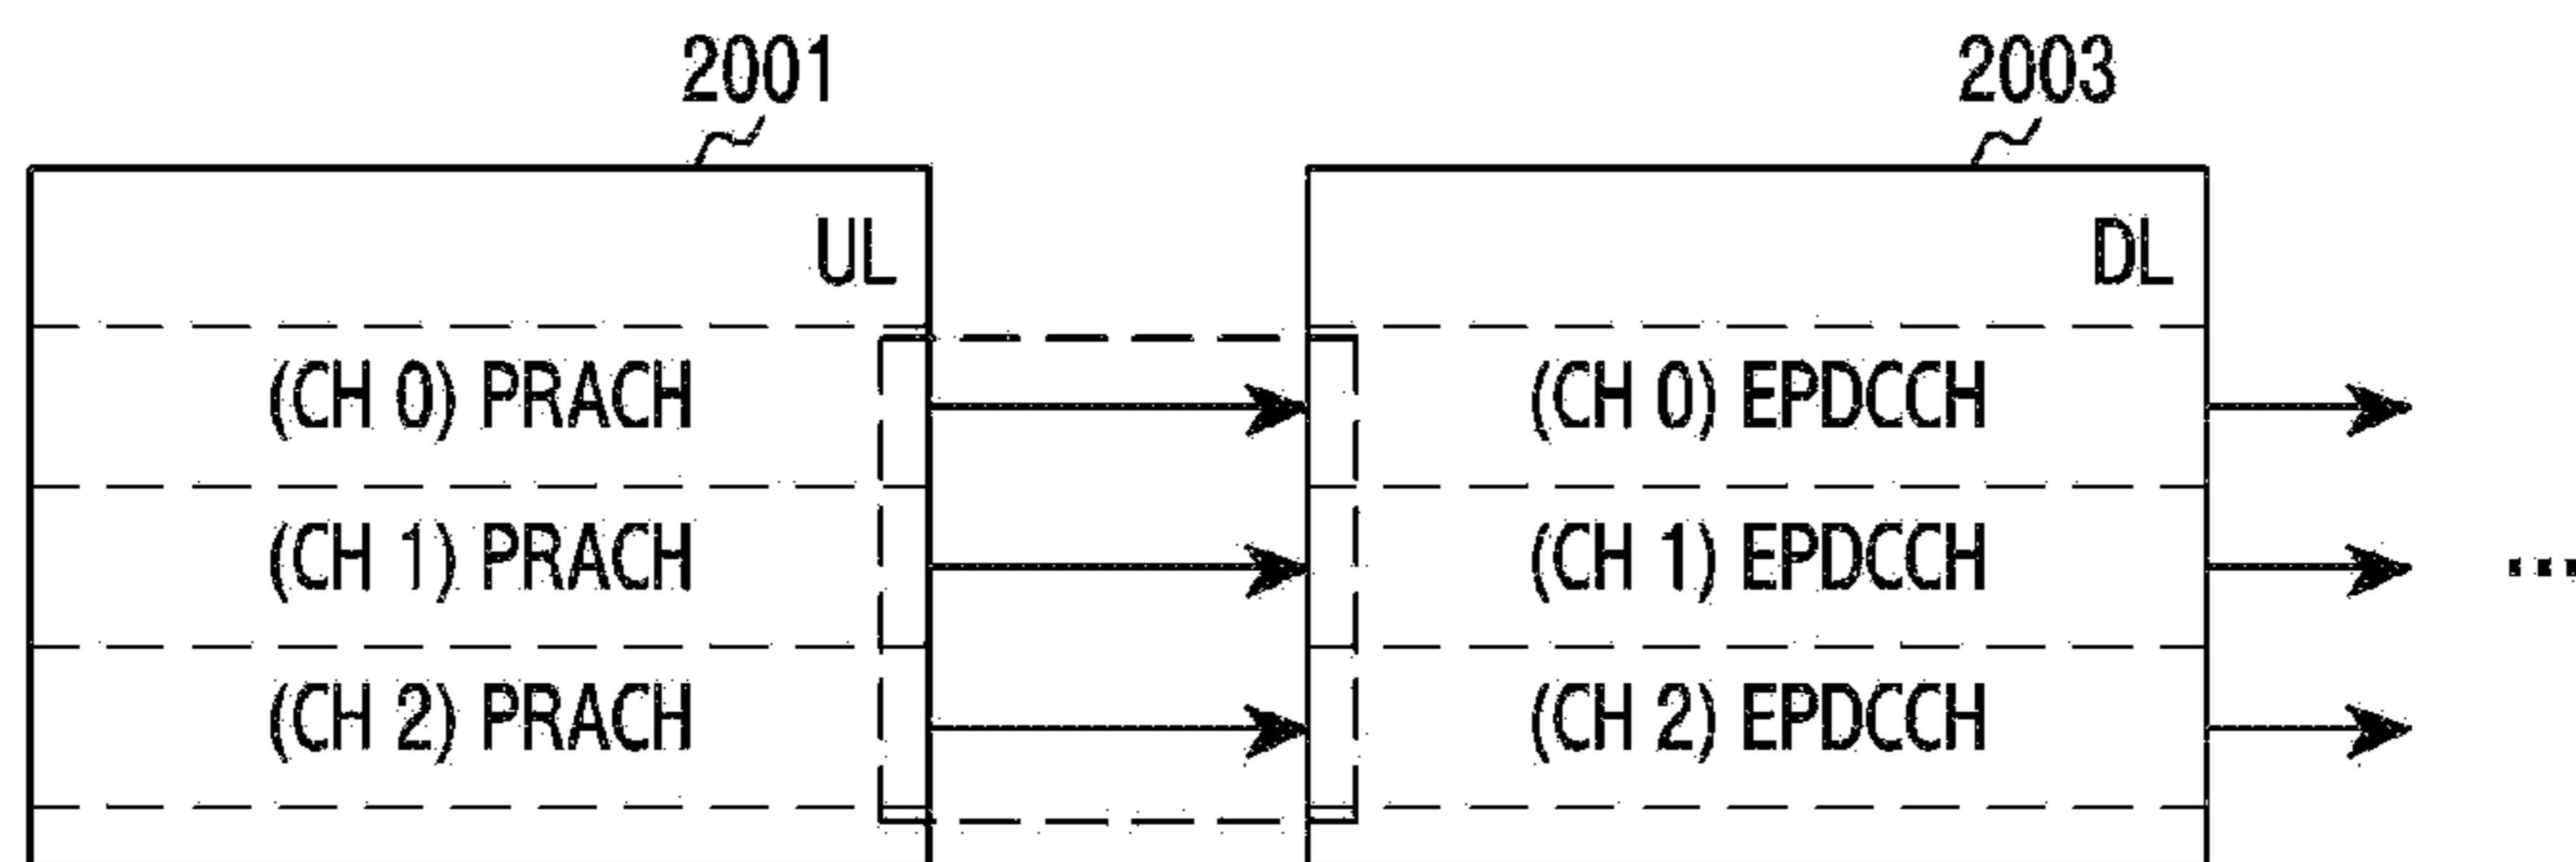 2001
2003
UL
DL
(CH 0) PRACH
(CH 0) EPDCCH
(CH 1) PRACH
(CH 1) EPDCCH
...
(CH 2) PRACH
(CH 2) EPDCCH